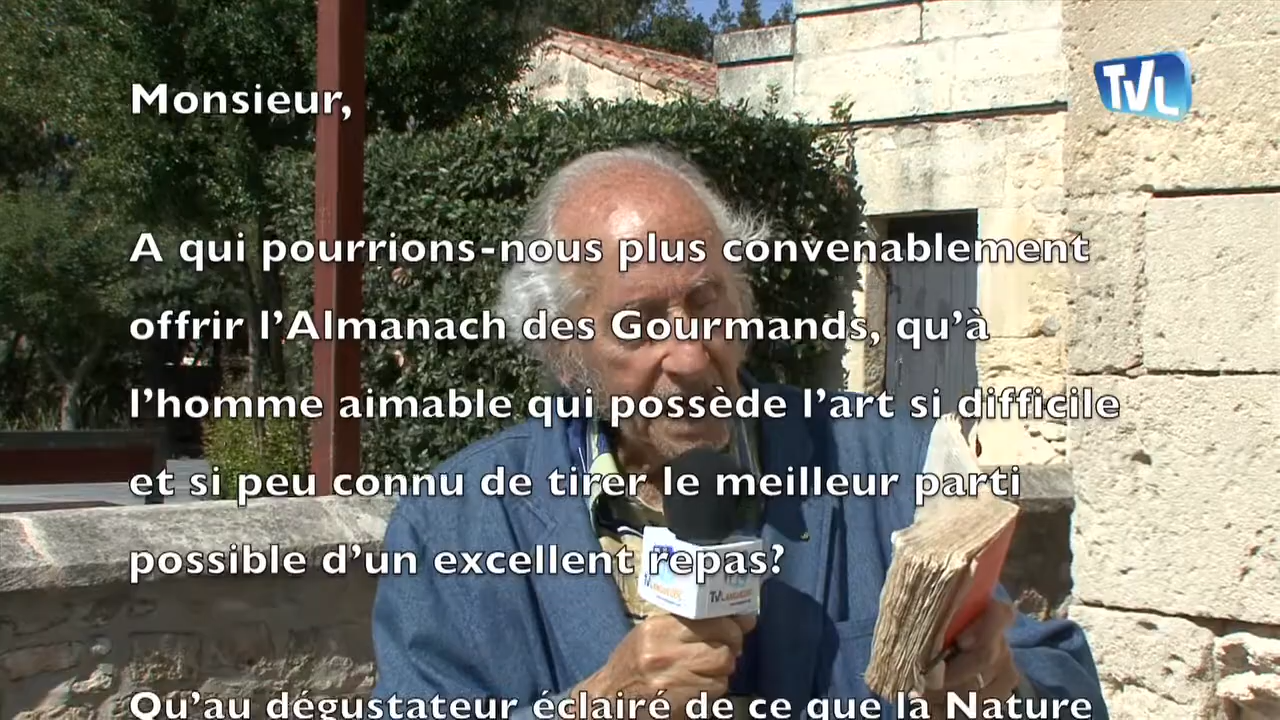 TVL
Monsieur,
A qui pourrions-nous plus convenablement
offrir l'Almanach des Gourmands, qu'à
l'homme aimable qui possède l'art si difficile
et si peu connu de tirer le meilleur parti
possible d'un excellent repas?
Qu'au dégustateur éclairé de ce que la Nature